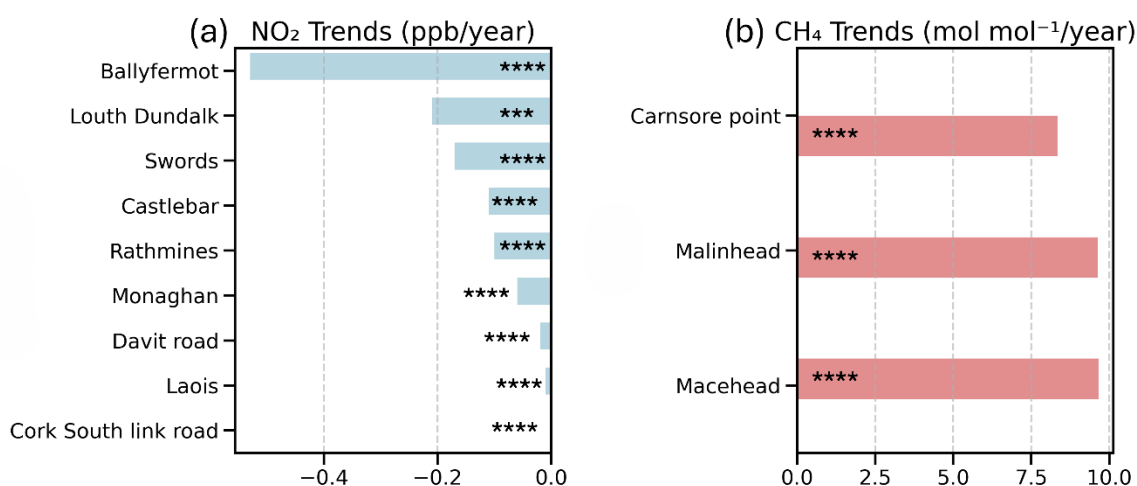 (a) NO₂ Trends (ppb/year)
Ballyfermot ****
Louth Dundalk ***
Swords ****
Castlebar ****
Rathmines ****
Monaghan ****
Davit road ****
Laois ****
Cork South link road ****
−0.4 −0.2 0.0
(b) CH₄ Trends (mol mol⁻¹/year)
Carnsore point ****
Malinhead ****
Macehead ****
0.0 2.5 5.0 7.5 10.0